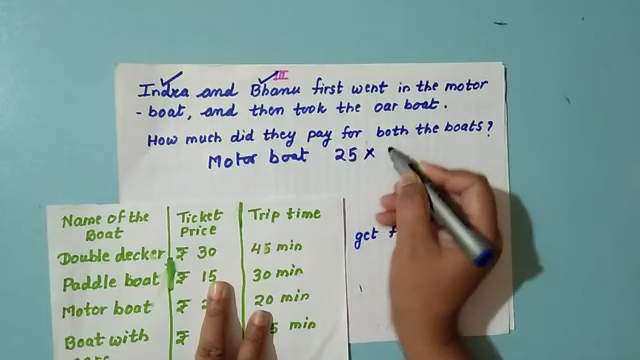 III
Indra and Bhanu first went in the motor
- boat, and then took the oar boat.
How much did they pay for both the boats?
Motor boat 25 ×
get
Name of the Boat Ticket Price Trip time
Double decker ₹ 30 45 min
Paddle boat ₹ 15 30 min
Motor boat ₹ 20 min
Boat with ₹ min